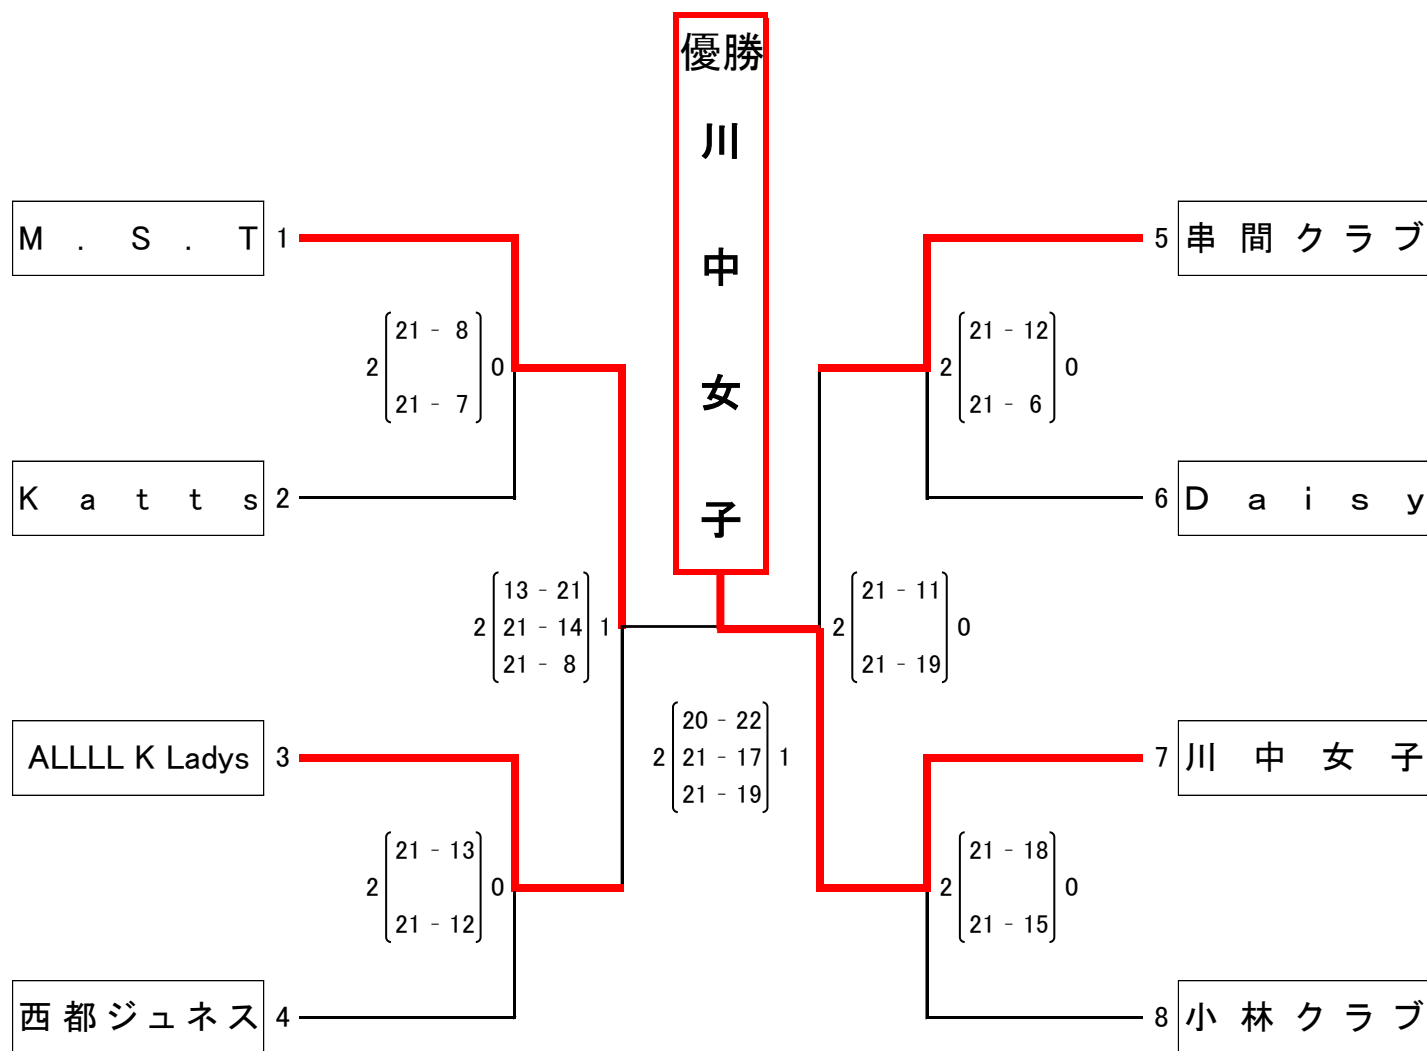 優勝
川中女子
M.S.T 1
5 串間クラブ
21 - 8
2 0
21 - 7
21 - 12
2 0
21 - 6
Katts 2
6 Daisy
13 - 21
2 21 - 14 1
21 - 8
21 - 11
2 0
21 - 19
20 - 22
2 21 - 17 1
21 - 19
ALLLL K Ladys 3
7 川中女子
21 - 13
2 0
21 - 12
21 - 18
2 0
21 - 15
西都ジュネス 4
8 小林クラブ